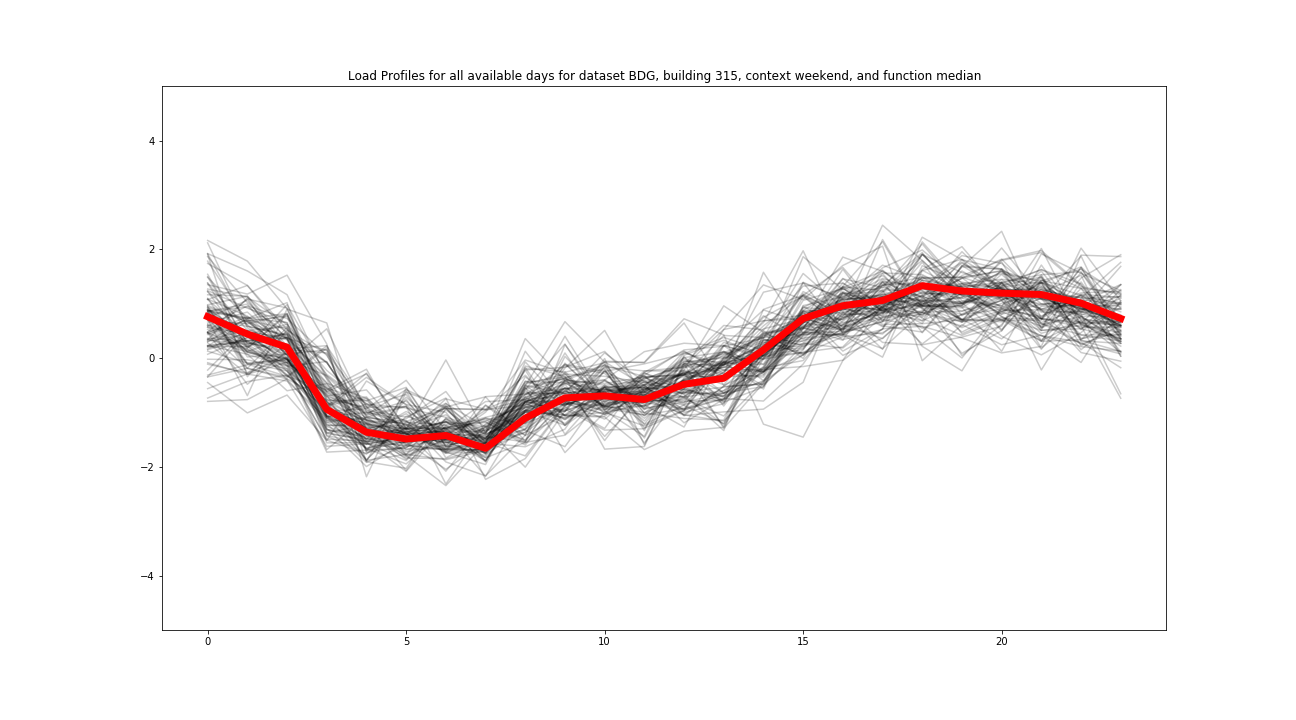 Load Profiles for all available days for dataset BDG, building 315, context weekend, and function median
4
2
0
−2
−4
0 5 10 15 20